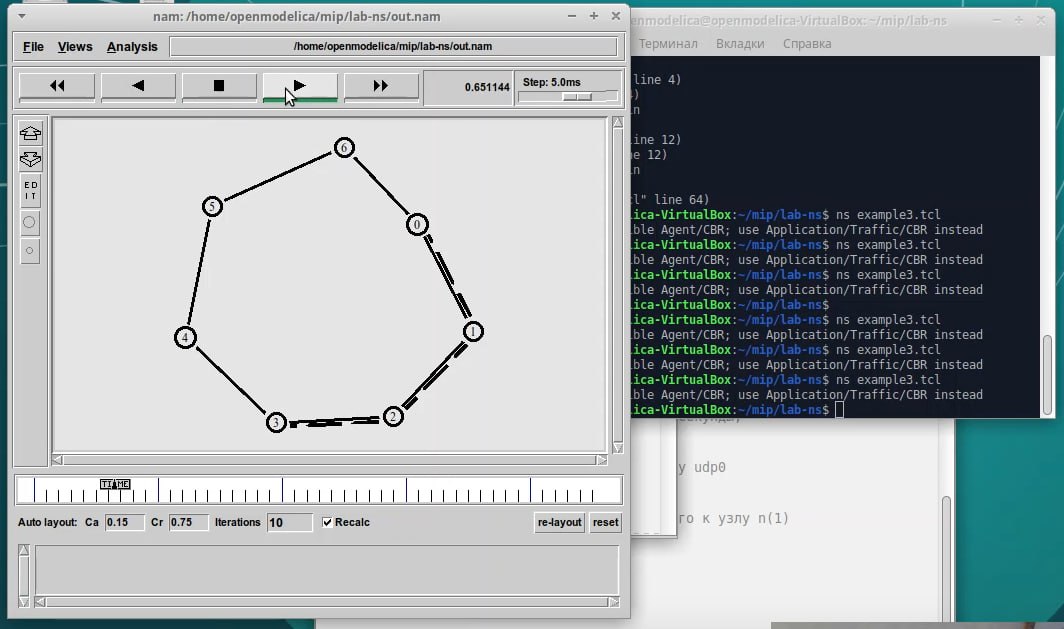 nam: /home/openmodelica/mip/lab-ns/out.nam
File Views Analysis /home/openmodelica/mip/lab-ns/out.nam
0.651144 Step: 5.0ms
ED
IT
6
5
0
4
1
3
2
TIME
Auto layout: Ca 0.15 Cr 0.75 Iterations 10 Recalc re-layout reset
enmodelica@openmodelica-VirtualBox: ~/mip/lab-ns
Терминал Вкладки Справка
line 4)
)
n
line 12)
e 12)
n
cl" line 64)
lica-VirtualBox:~/mip/lab-ns$ ns example3.tcl
ble Agent/CBR; use Application/Traffic/CBR instead
lica-VirtualBox:~/mip/lab-ns$ ns example3.tcl
ble Agent/CBR; use Application/Traffic/CBR instead
lica-VirtualBox:~/mip/lab-ns$ ns example3.tcl
ble Agent/CBR; use Application/Traffic/CBR instead
lica-VirtualBox:~/mip/lab-ns$
lica-VirtualBox:~/mip/lab-ns$ ns example3.tcl
ble Agent/CBR; use Application/Traffic/CBR instead
lica-VirtualBox:~/mip/lab-ns$ ns example3.tcl
ble Agent/CBR; use Application/Traffic/CBR instead
lica-VirtualBox:~/mip/lab-ns$ ns example3.tcl
ble Agent/CBR; use Application/Traffic/CBR instead
lica-VirtualBox:~/mip/lab-ns$
у udp0
го к узлу n(1)